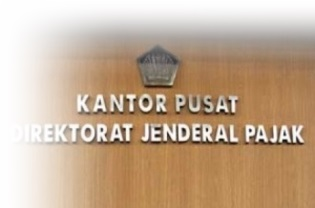 KANTOR PUSAT
DIREKTORAT JENDERAL PAJAK